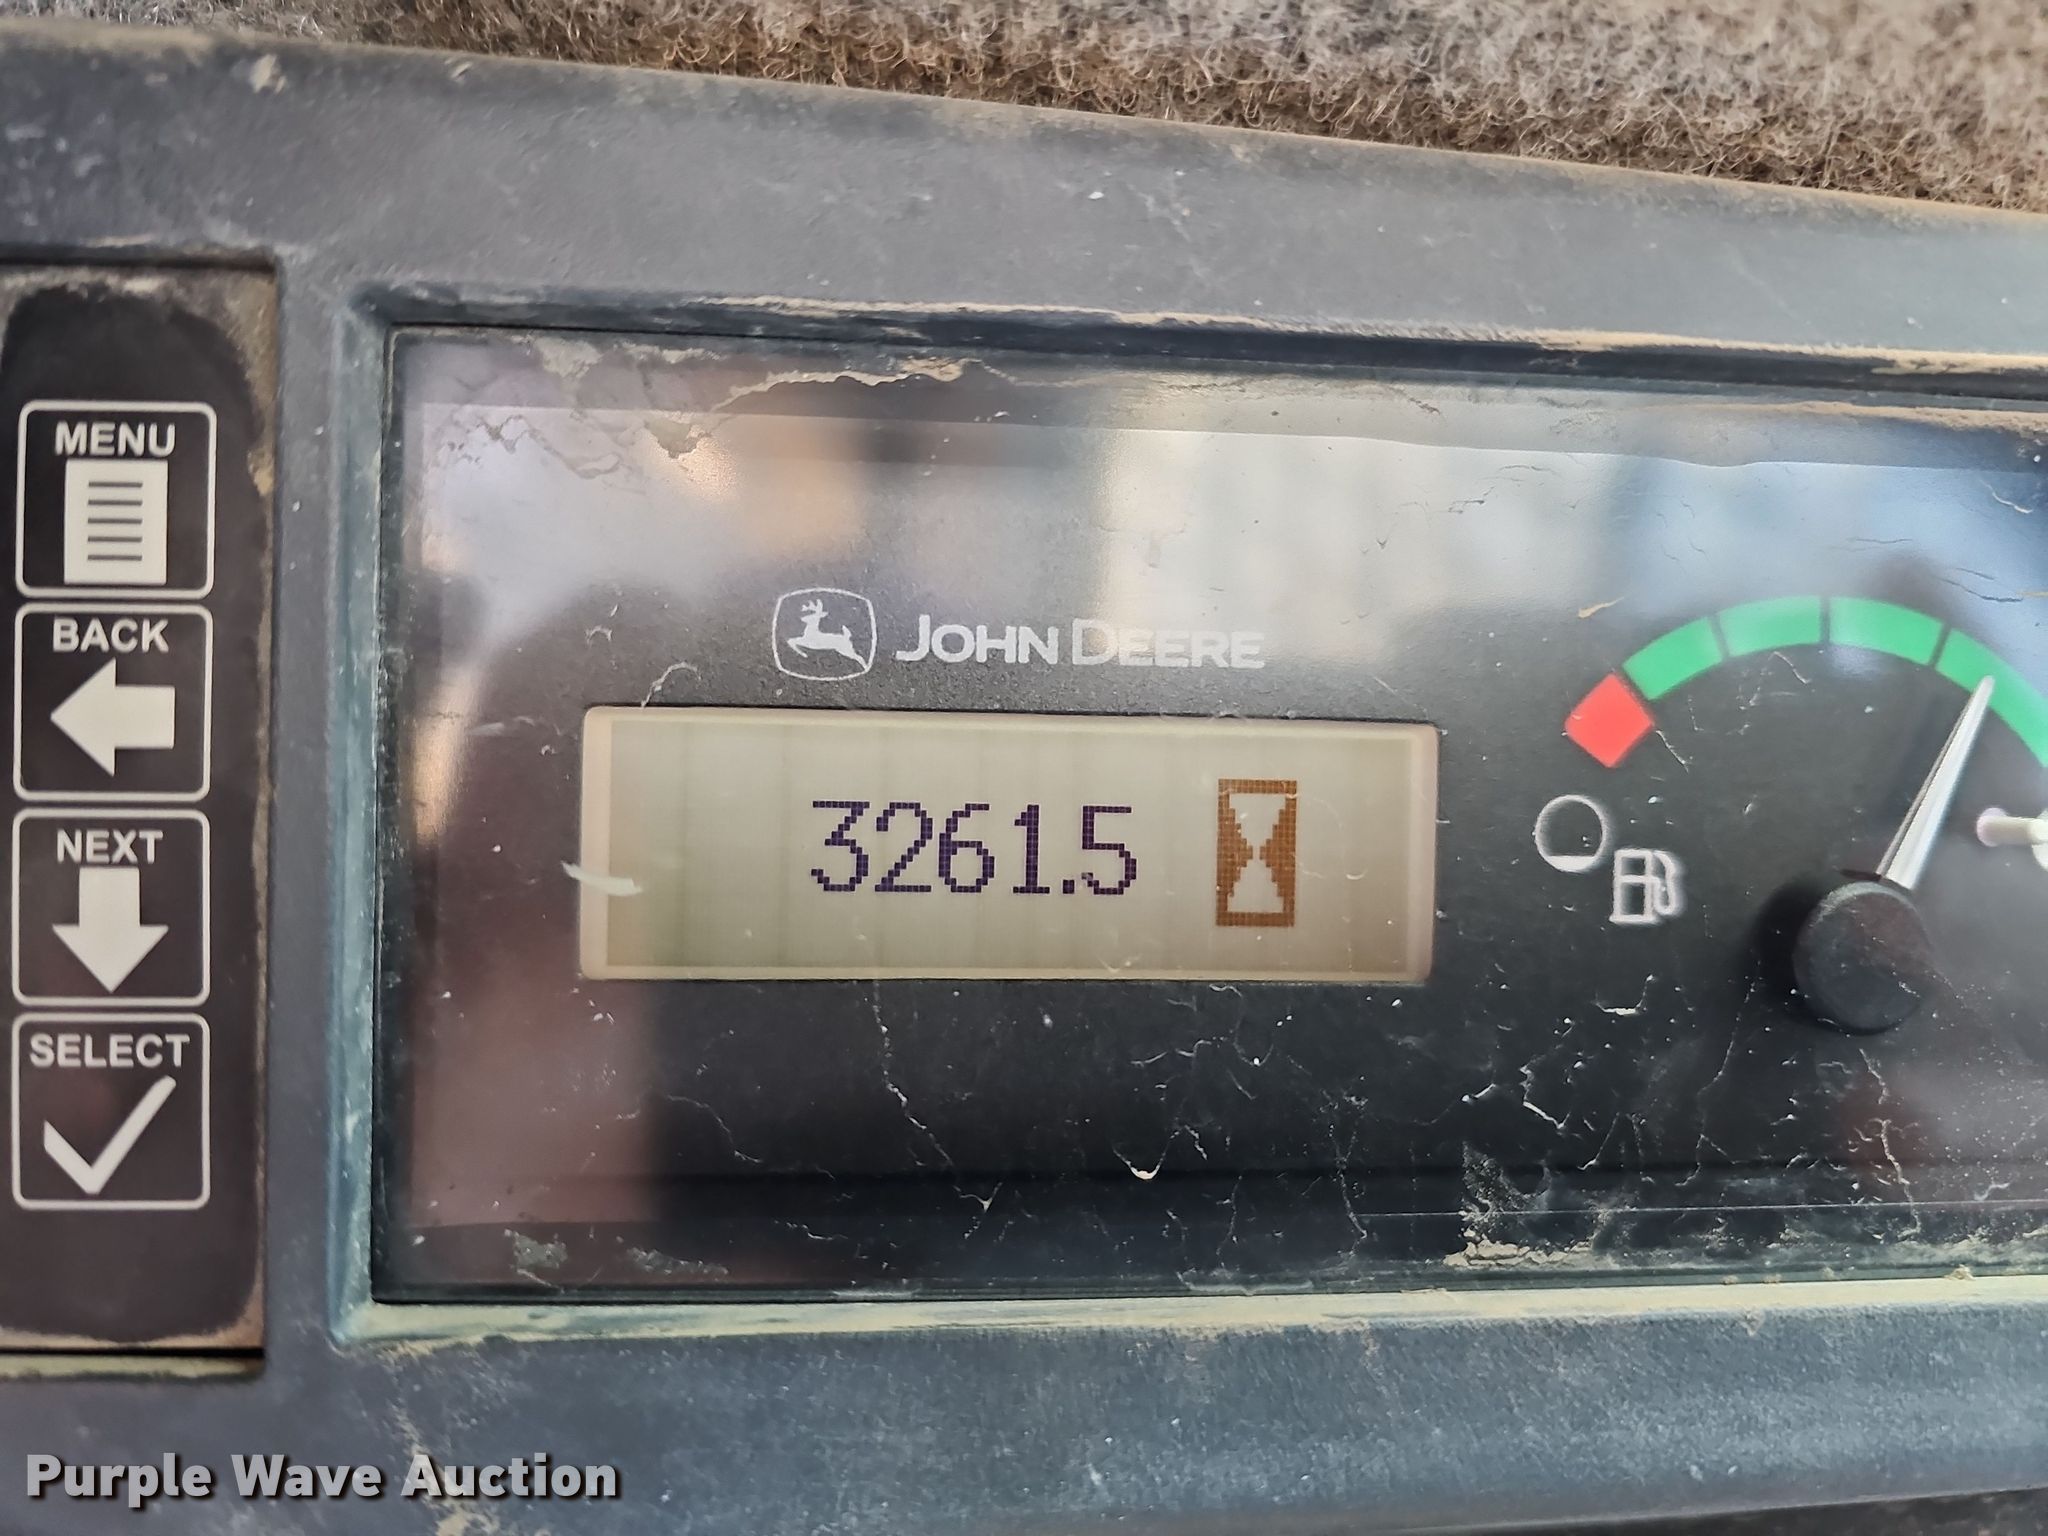 MENU
BACK
NEXT
SELECT
JOHN DEERE
3261.5
Purple Wave Auction